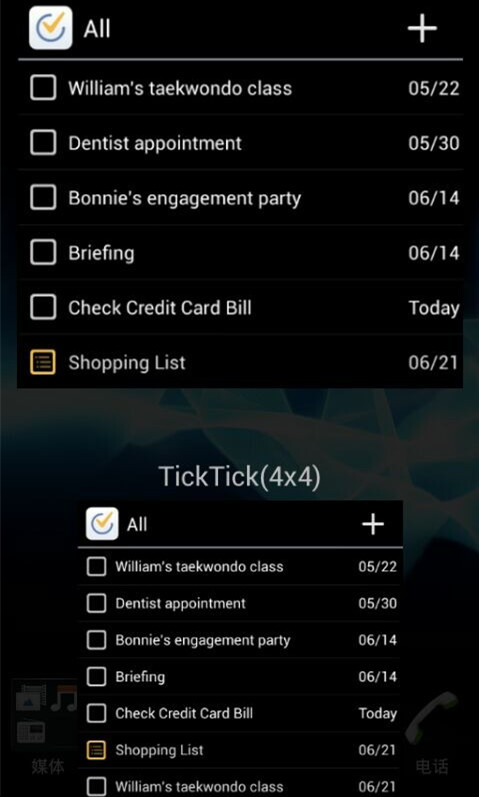 All
William's taekwondo class 05/22
Dentist appointment 05/30
Bonnie's engagement party 06/14
Briefing 06/14
Check Credit Card Bill Today
Shopping List 06/21
TickTick(4x4)
All
William's taekwondo class 05/22
Dentist appointment 05/30
Bonnie's engagement party 06/14
Briefing 06/14
Check Credit Card Bill Today
Shopping List 06/21
媒体 电话
William's taekwondo class 06/21